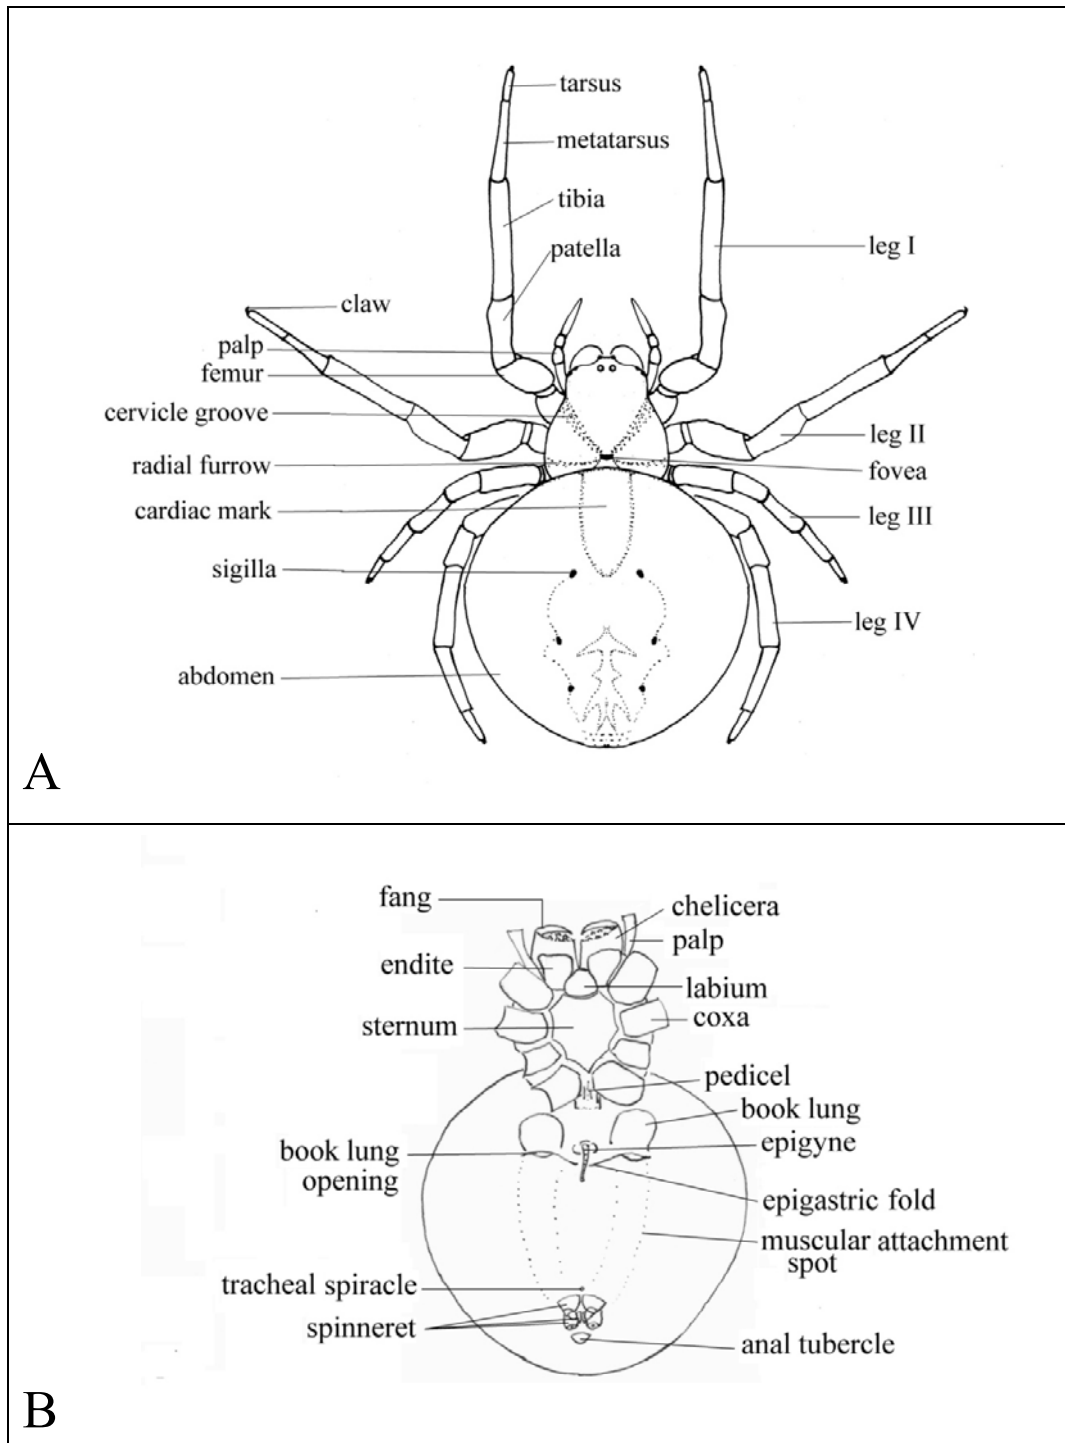 tarsus
metatarsus
tibia
patella
leg I
claw
palp
femur
cervicle groove
leg II
radial furrow
fovea
cardiac mark
leg III
sigilla
leg IV
abdomen
A
fang
chelicera
palp
endite
labium
coxa
sternum
pedicel
book lung
epigyne
book lung
opening
epigastric fold
muscular attachment
spot
tracheal spiracle
spinneret
anal tubercle
B